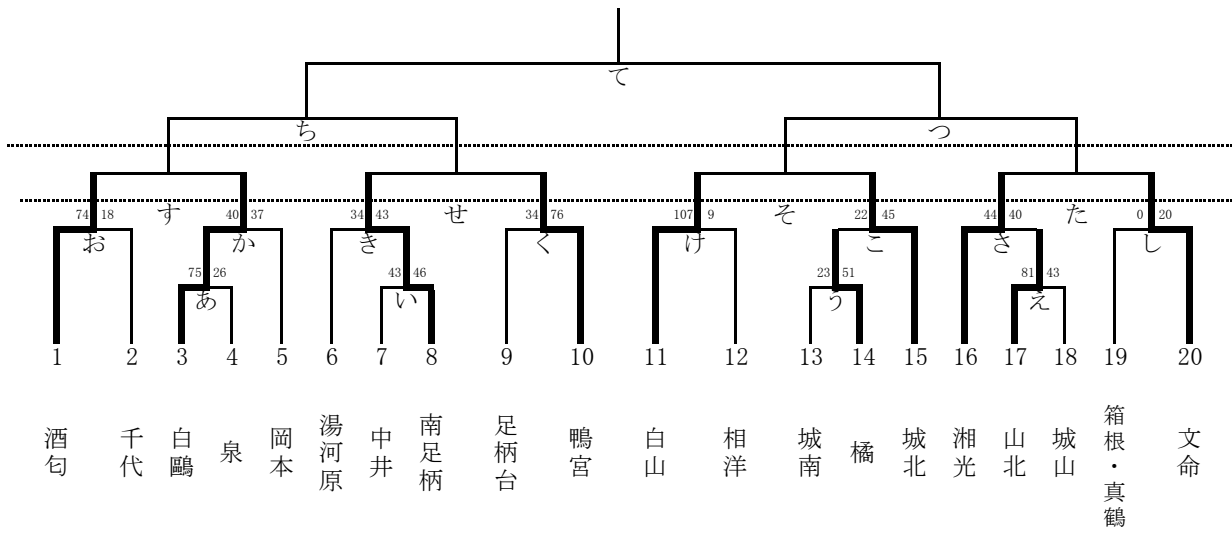 て
ち つ
74 18 す 40 37 34 43 せ 34 76 107 9 そ 22 45 44 40 た 0 20
お か き く け こ さ し
75 26 43 46 23 51 81 43
あ い う え
1 2 3 4 5 6 7 8 9 10 11 12 13 14 15 16 17 18 19 20
酒匂
千代
白鷗
泉
岡本
湯河原
中井
南足柄
足柄台
鴨宮
白山
相洋
城南
橘
城北
湘光
山北
城山
箱根・真鶴
文命